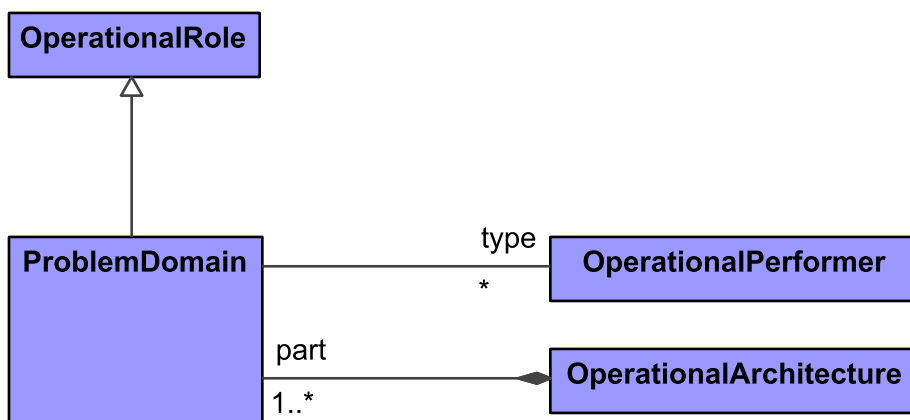 OperationalRole
type
ProblemDomain
OperationalPerformer
*
part
OperationalArchitecture
1..*